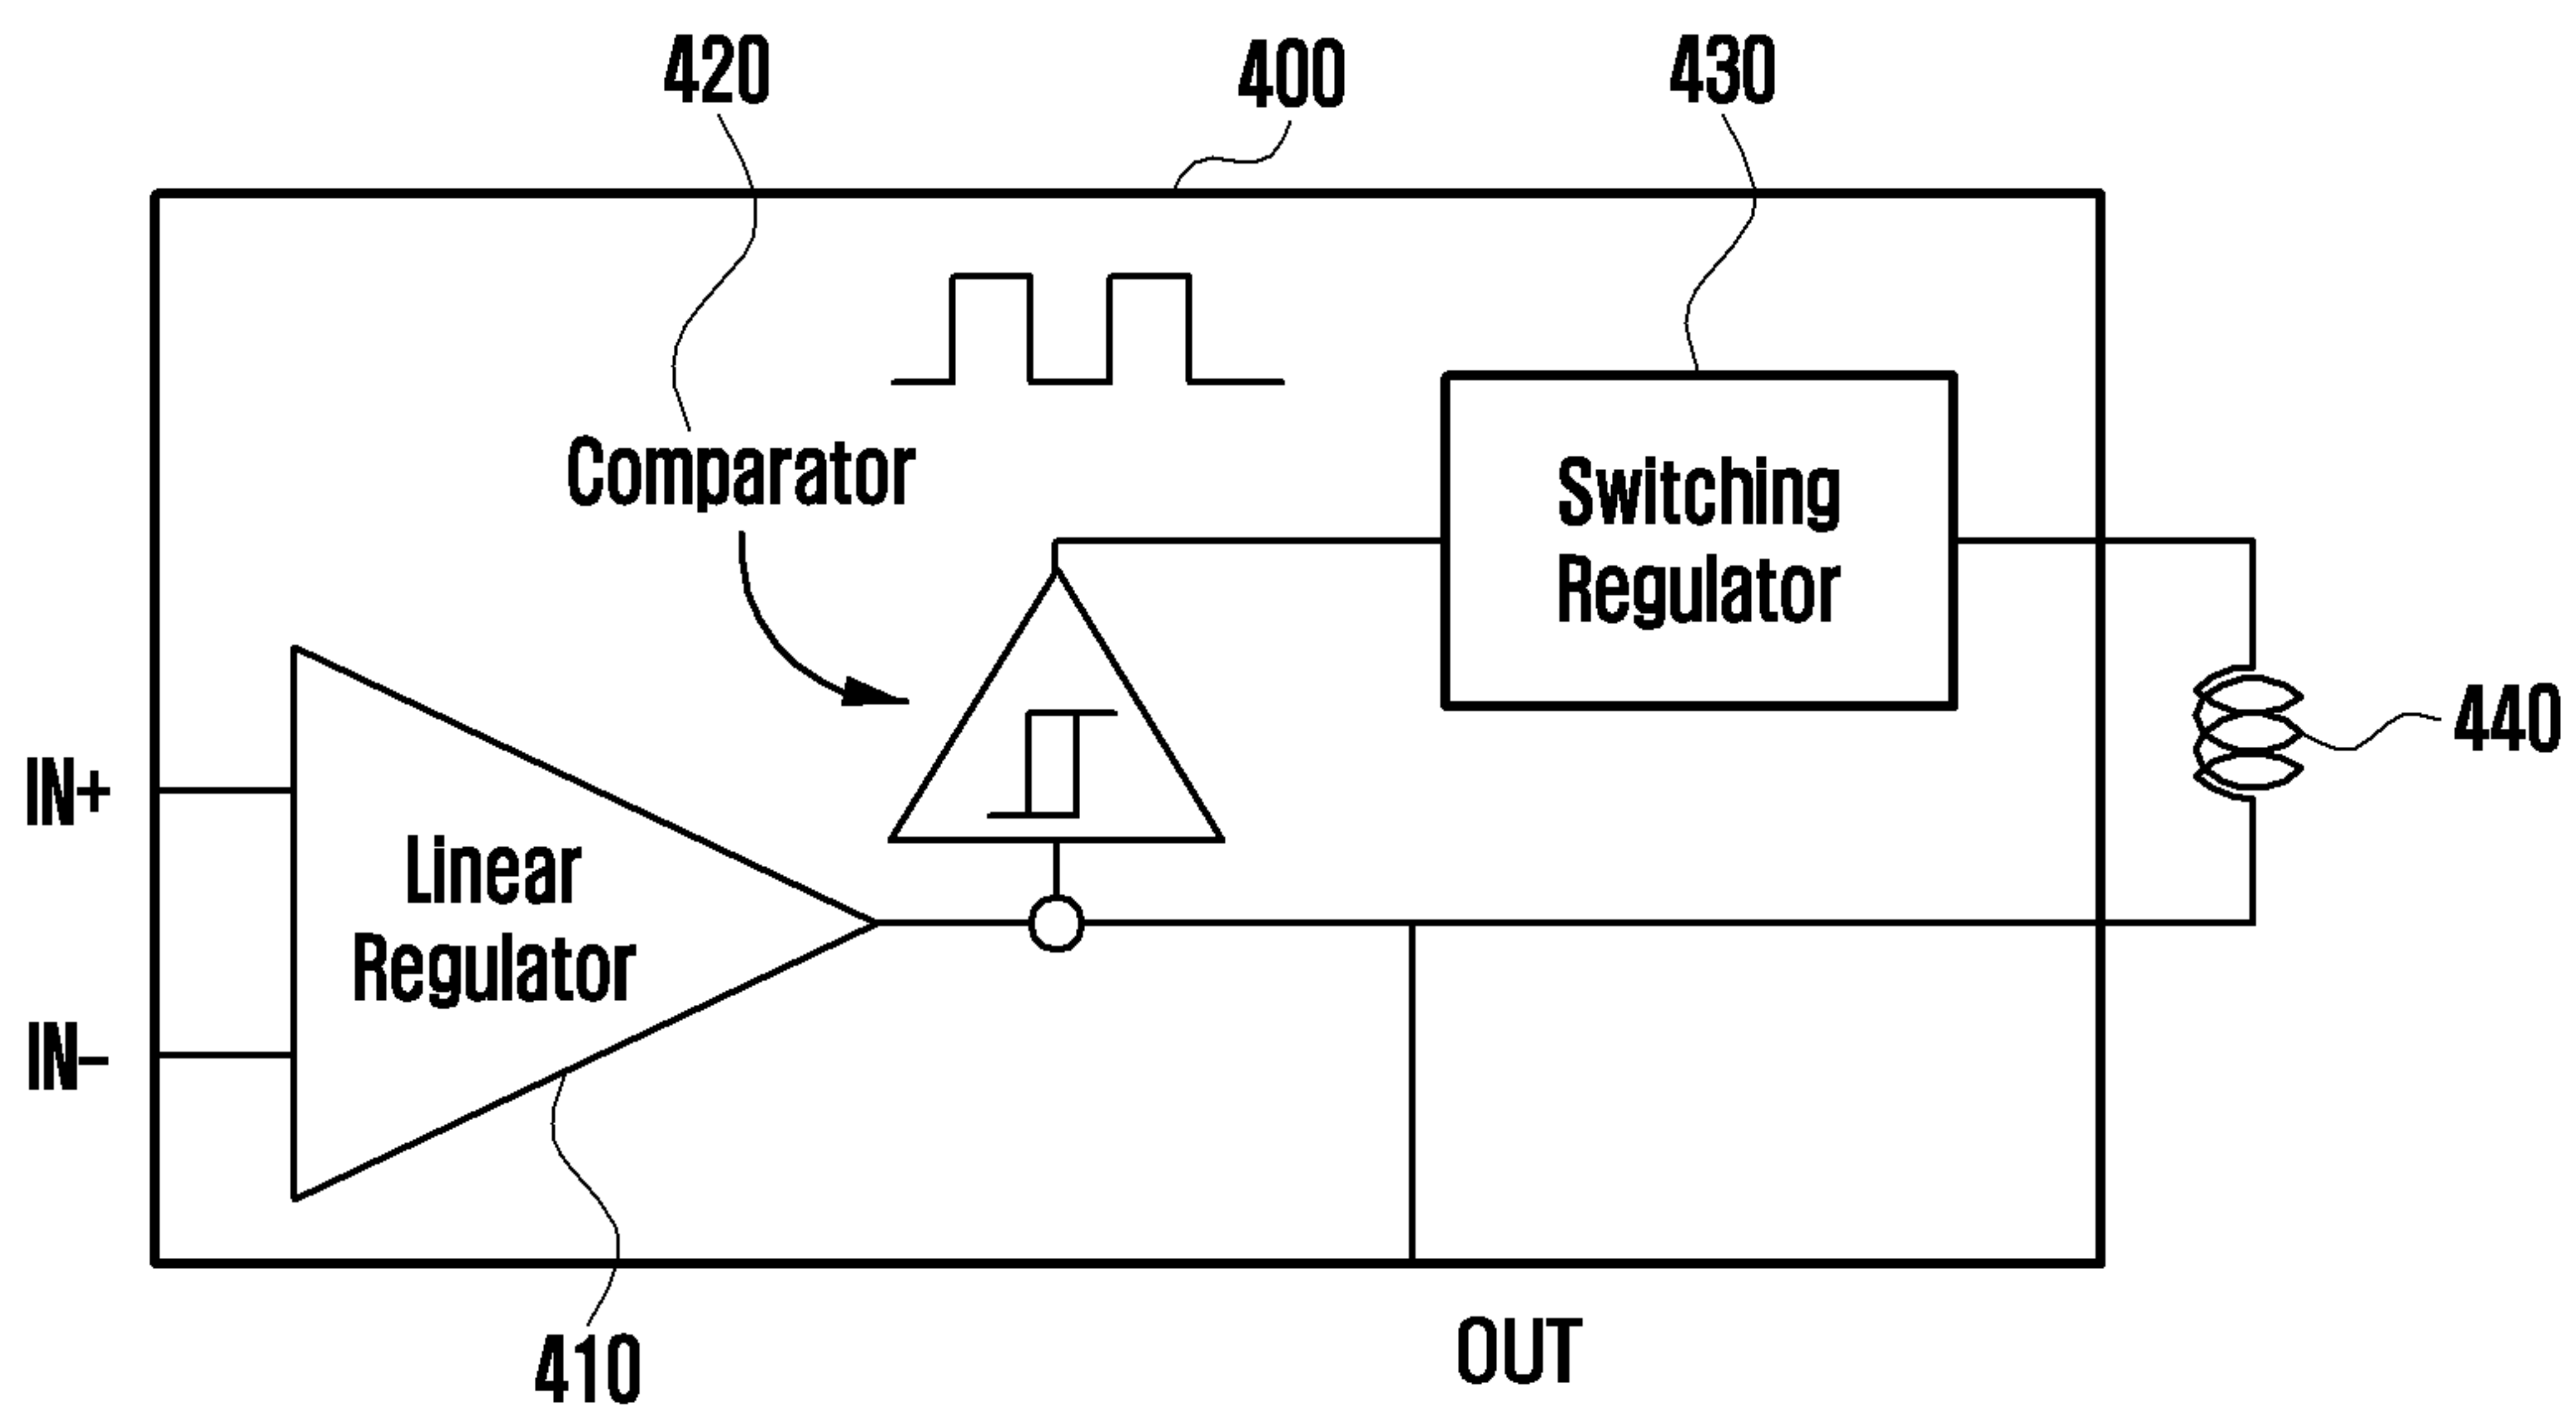 420
400
430
Comparator
Switching
Regulator
440
IN+
Linear
Regulator
IN−
410
OUT